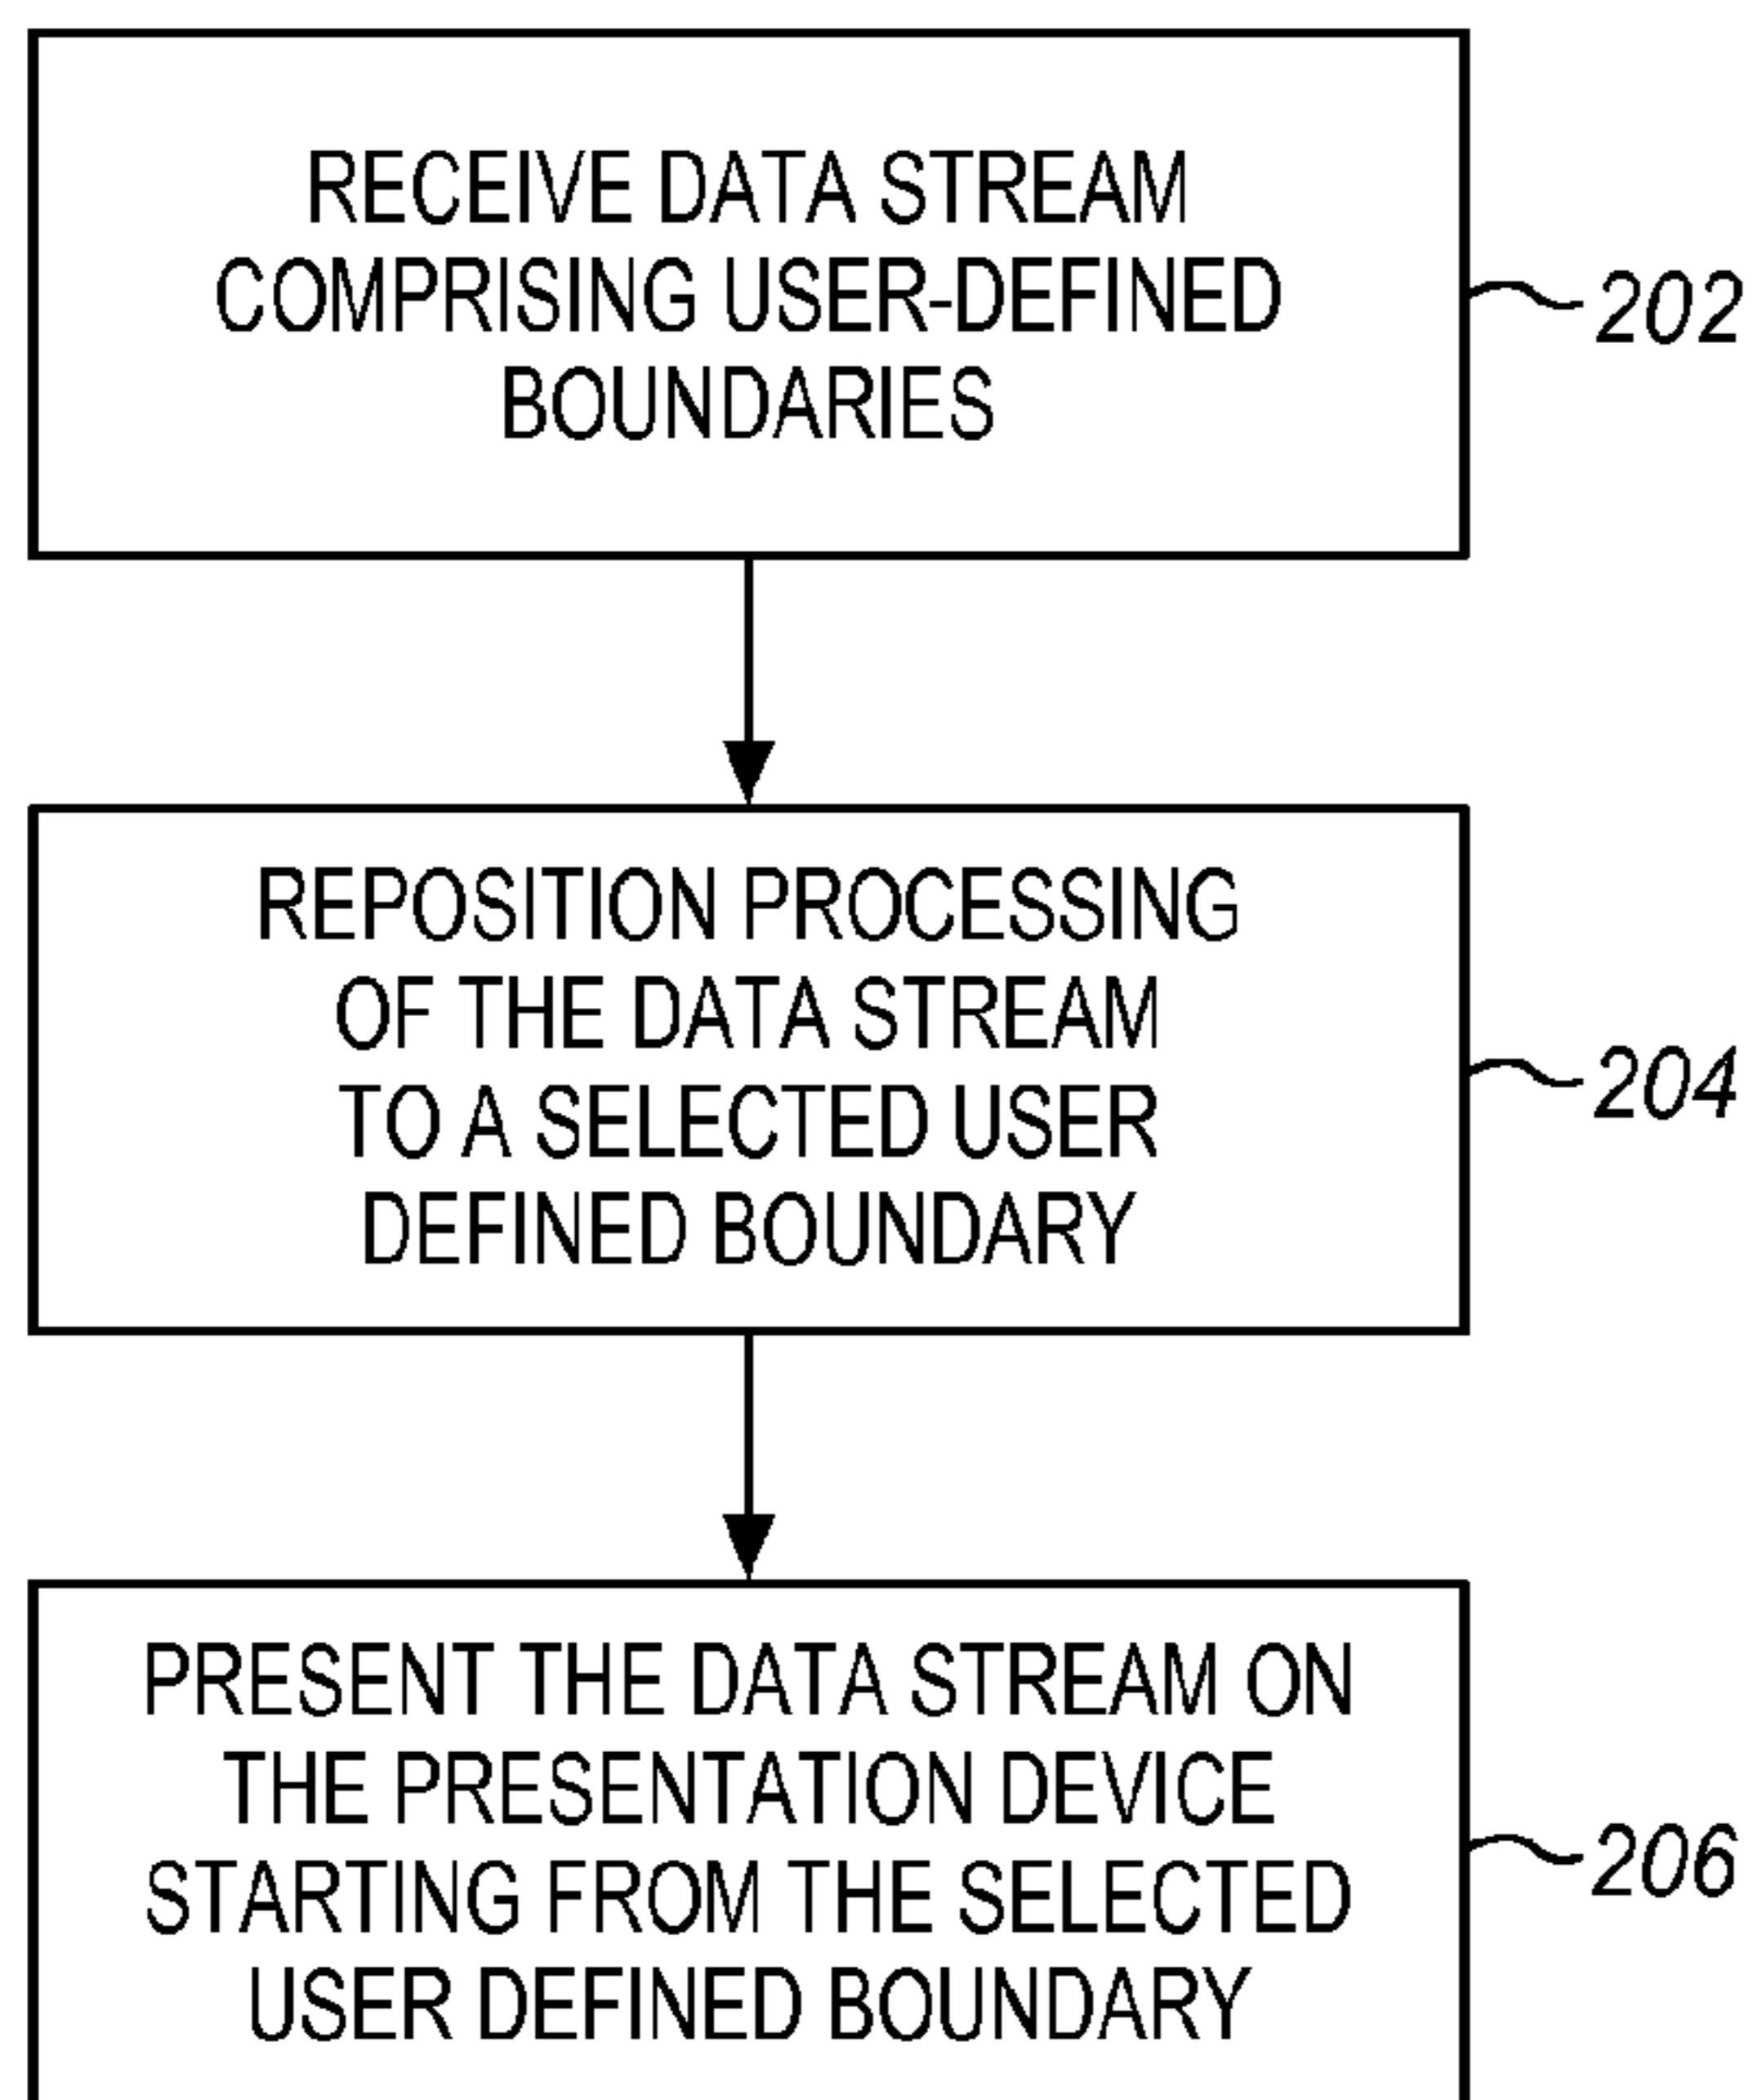 RECEIVE DATA STREAM
COMPRISING USER-DEFINED
BOUNDARIES
202
REPOSITION PROCESSING
OF THE DATA STREAM
TO A SELECTED USER
DEFINED BOUNDARY
204
PRESENT THE DATA STREAM ON
THE PRESENTATION DEVICE
STARTING FROM THE SELECTED
USER DEFINED BOUNDARY
206